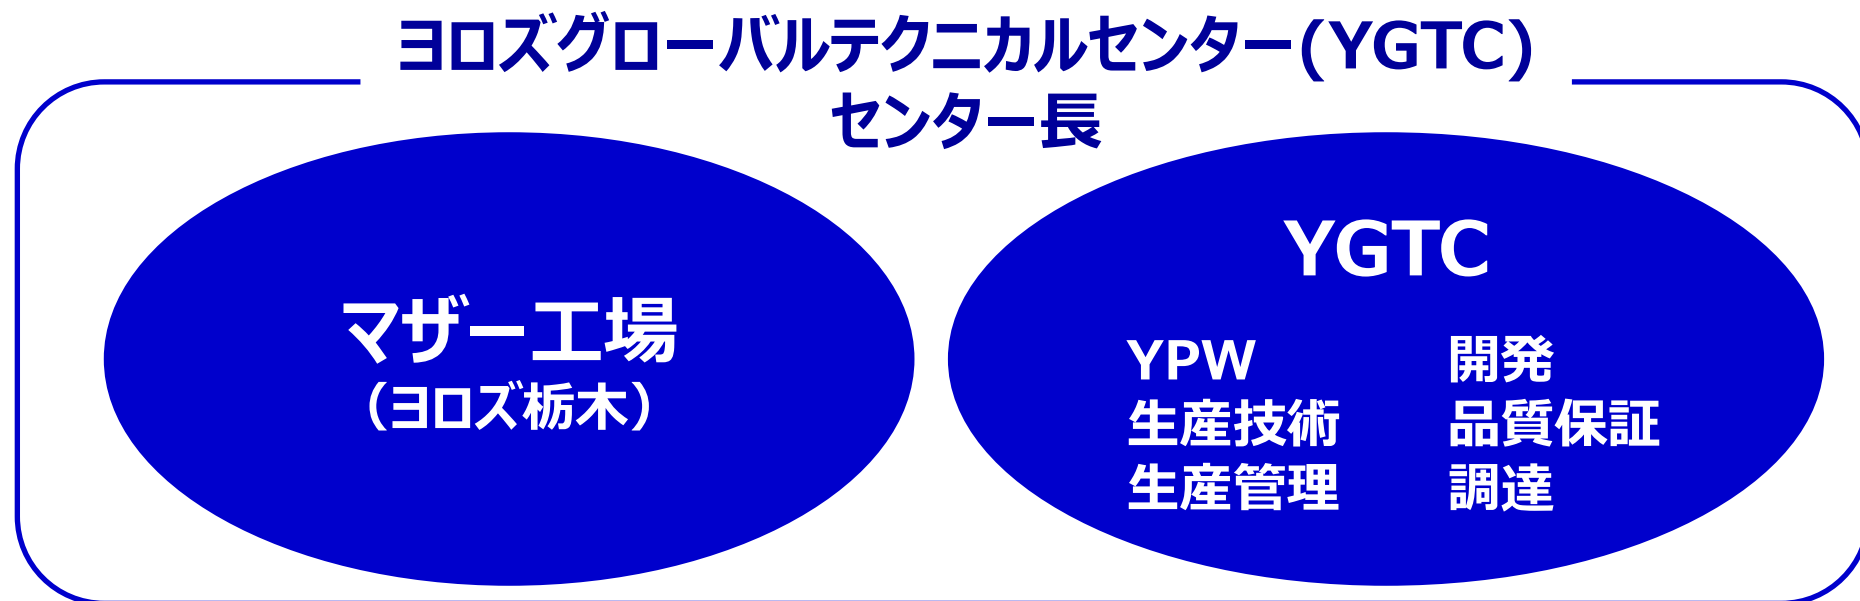 ヨロズグローバルテクニカルセンター(YGTC)
センター長
マザー工場
（ヨロズ栃木）
YGTC
YPW 開発
生産技術 品質保証
生産管理 調達